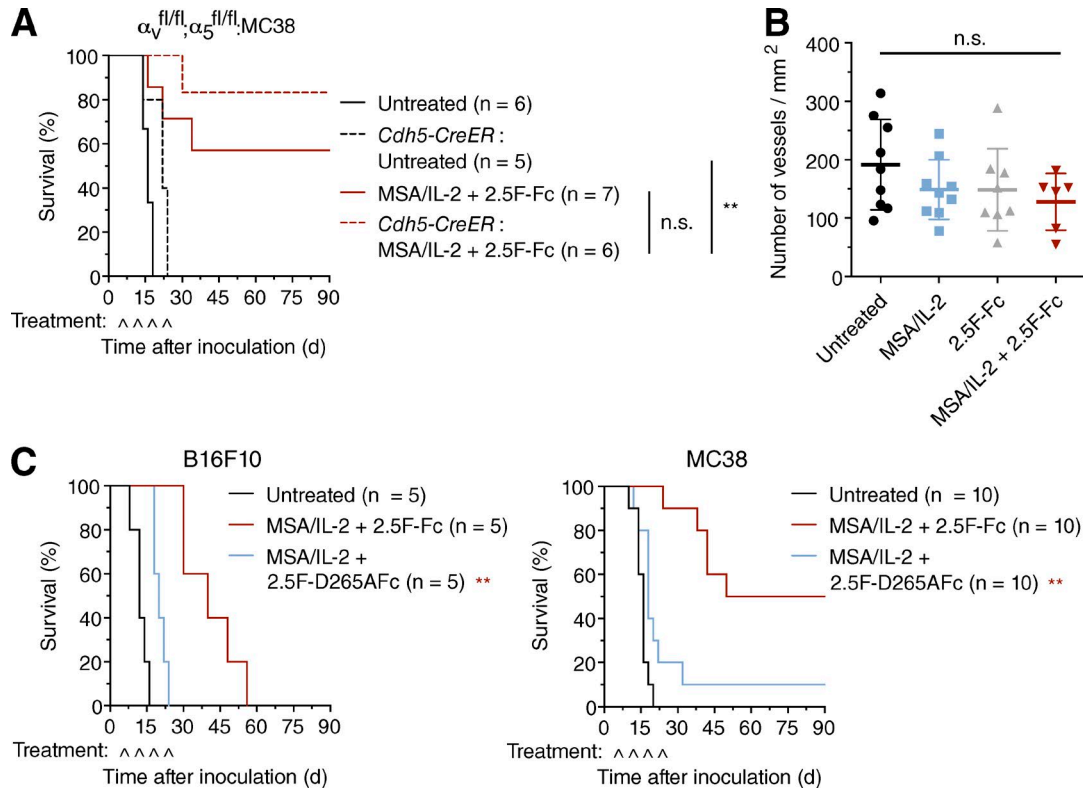 A
αv fl/fl;α5 fl/fl:MC38
Survival (%)
100
80
60
40
20
0
0 15 30 45 60 75 90
Treatment: ^ ^ ^ ^
Time after inoculation (d)
Untreated (n = 6)
Cdh5-CreER :
Untreated (n = 5)
MSA/IL-2 + 2.5F-Fc (n = 7)
Cdh5-CreER :
MSA/IL-2 + 2.5F-Fc (n = 6)
n.s.
**
B
n.s.
Number of vessels / mm 2
400
300
200
100
0
Untreated
MSA/IL-2
2.5F-Fc
MSA/IL-2 + 2.5F-Fc
C
B16F10
Survival (%)
100
80
60
40
20
0
0 15 30 45 60 75 90
Treatment: ^ ^ ^ ^
Time after inoculation (d)
Untreated (n = 5)
MSA/IL-2 + 2.5F-Fc (n = 5)
MSA/IL-2 +
2.5F-D265AFc (n = 5) **
MC38
Survival (%)
100
80
60
40
20
0
0 15 30 45 60 75 90
Treatment: ^ ^ ^ ^
Time after inoculation (d)
Untreated (n = 10)
MSA/IL-2 + 2.5F-Fc (n = 10)
MSA/IL-2 +
2.5F-D265AFc (n = 10) **